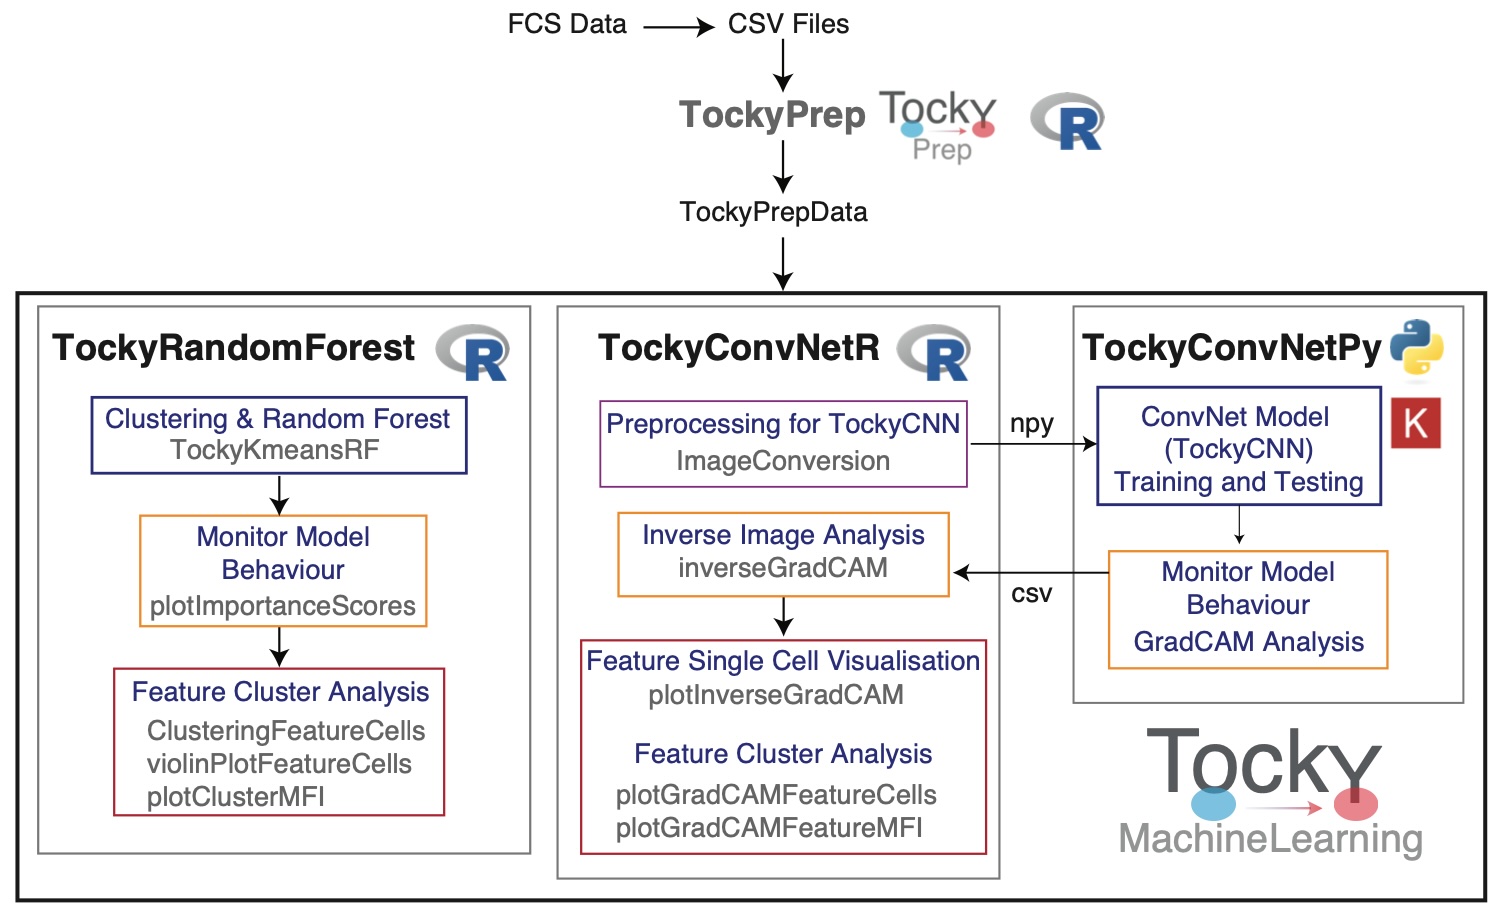 FCS Data
CSV Files
TockyPrep
Tocky
Prep
R
TockyPrepData
TockyRandomForest
R
Clustering & Random Forest
TockyKmeansRF
Monitor Model
Behaviour
plotImportanceScores
Feature Cluster Analysis
ClusteringFeatureCells
violinPlotFeatureCells
plotClusterMFI
TockyConvNetR
R
Preprocessing for TockyCNN
ImageConversion
npy
Inverse Image Analysis
inverseGradCAM
csv
Feature Single Cell Visualisation
plotInverseGradCAM
Feature Cluster Analysis
plotGradCAMFeatureCells
plotGradCAMFeatureMFI
TockyConvNetPy
K
ConvNet Model
(TockyCNN)
Training and Testing
Monitor Model
Behaviour
GradCAM Analysis
Tocky
MachineLearning